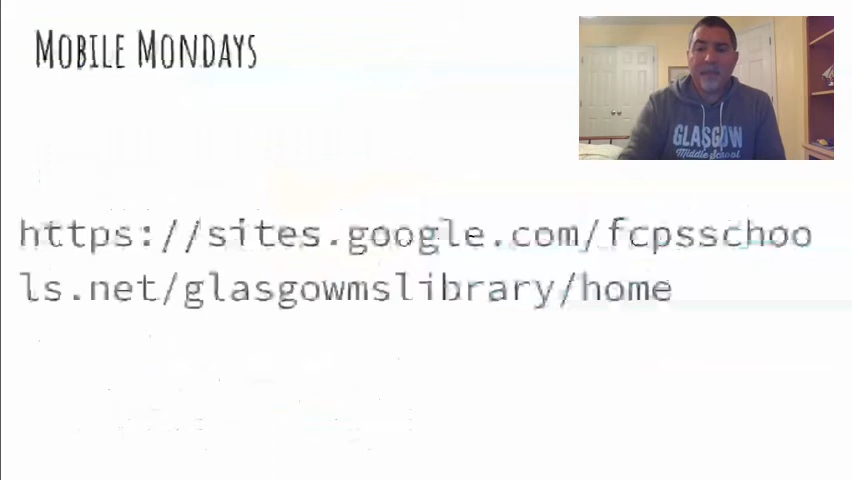 Mobile Mondays
GLASGOW
Middle School
https://sites.google.com/fcpsschoo
ls.net/glasgowmslibrary/home